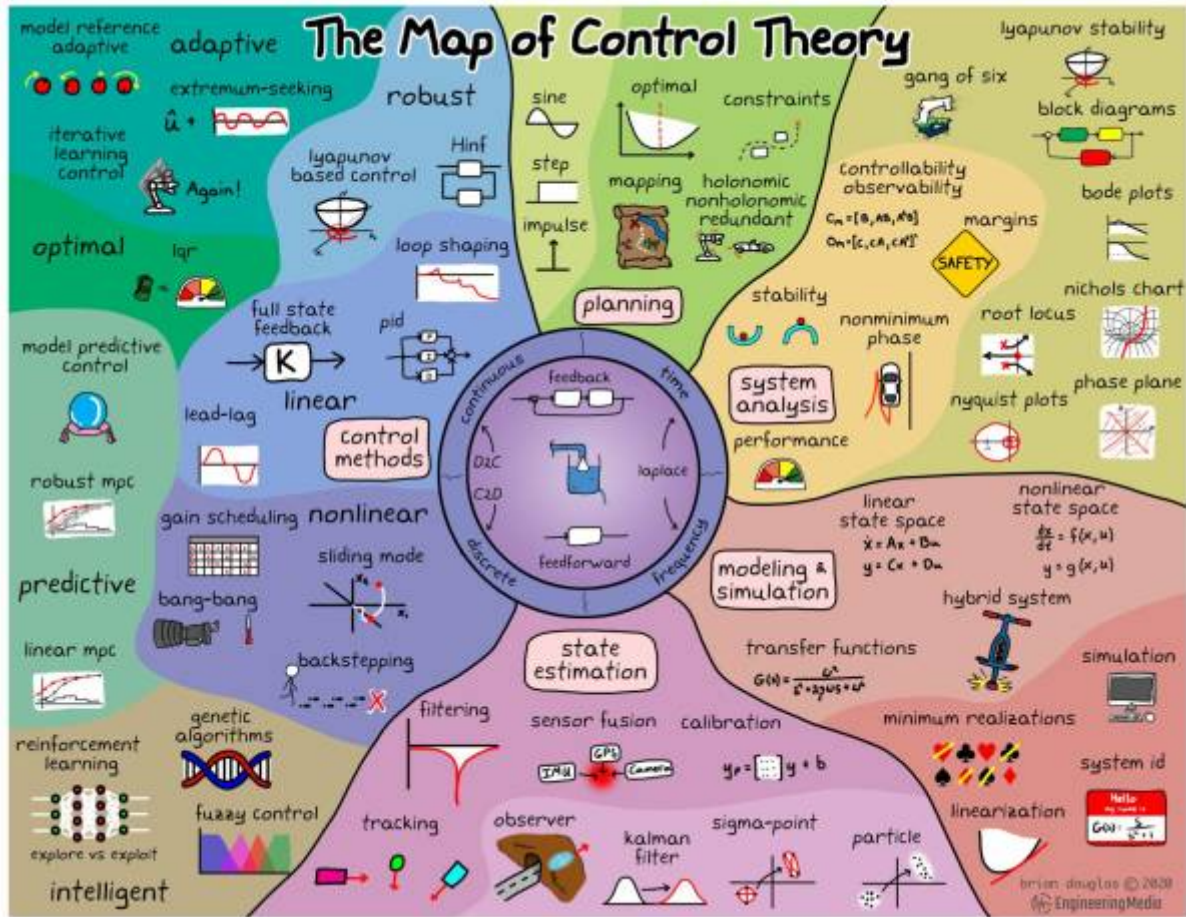 The Map of Control Theory
model reference
adaptive
adaptive
extremum-seeking
û +
iterative
learning
control
Again!
robust
Hinf
lyapunov
based control
optimal
lqr
loop shaping
full state
feedback
K
pid
P
I
D
linear
lead-lag
control
methods
model predictive
control
robust mpc
predictive
linear mpc
gain scheduling
nonlinear
sliding mode
bang-bang
backstepping
X
reinforcement
learning
explore vs exploit
genetic
algorithms
fuzzy control
intelligent
sine
step
impulse
optimal
constraints
mapping
holonomic
nonholonomic
redundant
planning
continuous
time
discrete
frequency
feedback
D2C
C2D
laplace
feedforward
gang of six
lyapunov stability
block diagrams
controllability
observability
margins
SAFETY
bode plots
stability
nonminimum
phase
root locus
nichols chart
system
analysis
nyquist plots
phase plane
performance
modeling &
simulation
linear
state space
ẋ = Ax + Bu
y = Cx + Du
nonlinear
state space
dx/dt = f(x, u)
y = g(x, u)
hybrid system
transfer functions
simulation
minimum realizations
system id
Hello
linearization
state
estimation
filtering
sensor fusion
IMU
GPS
Camera
calibration
tracking
observer
kalman
filter
sigma-point
particle
brian douglas © 2020
EngineeringMedia